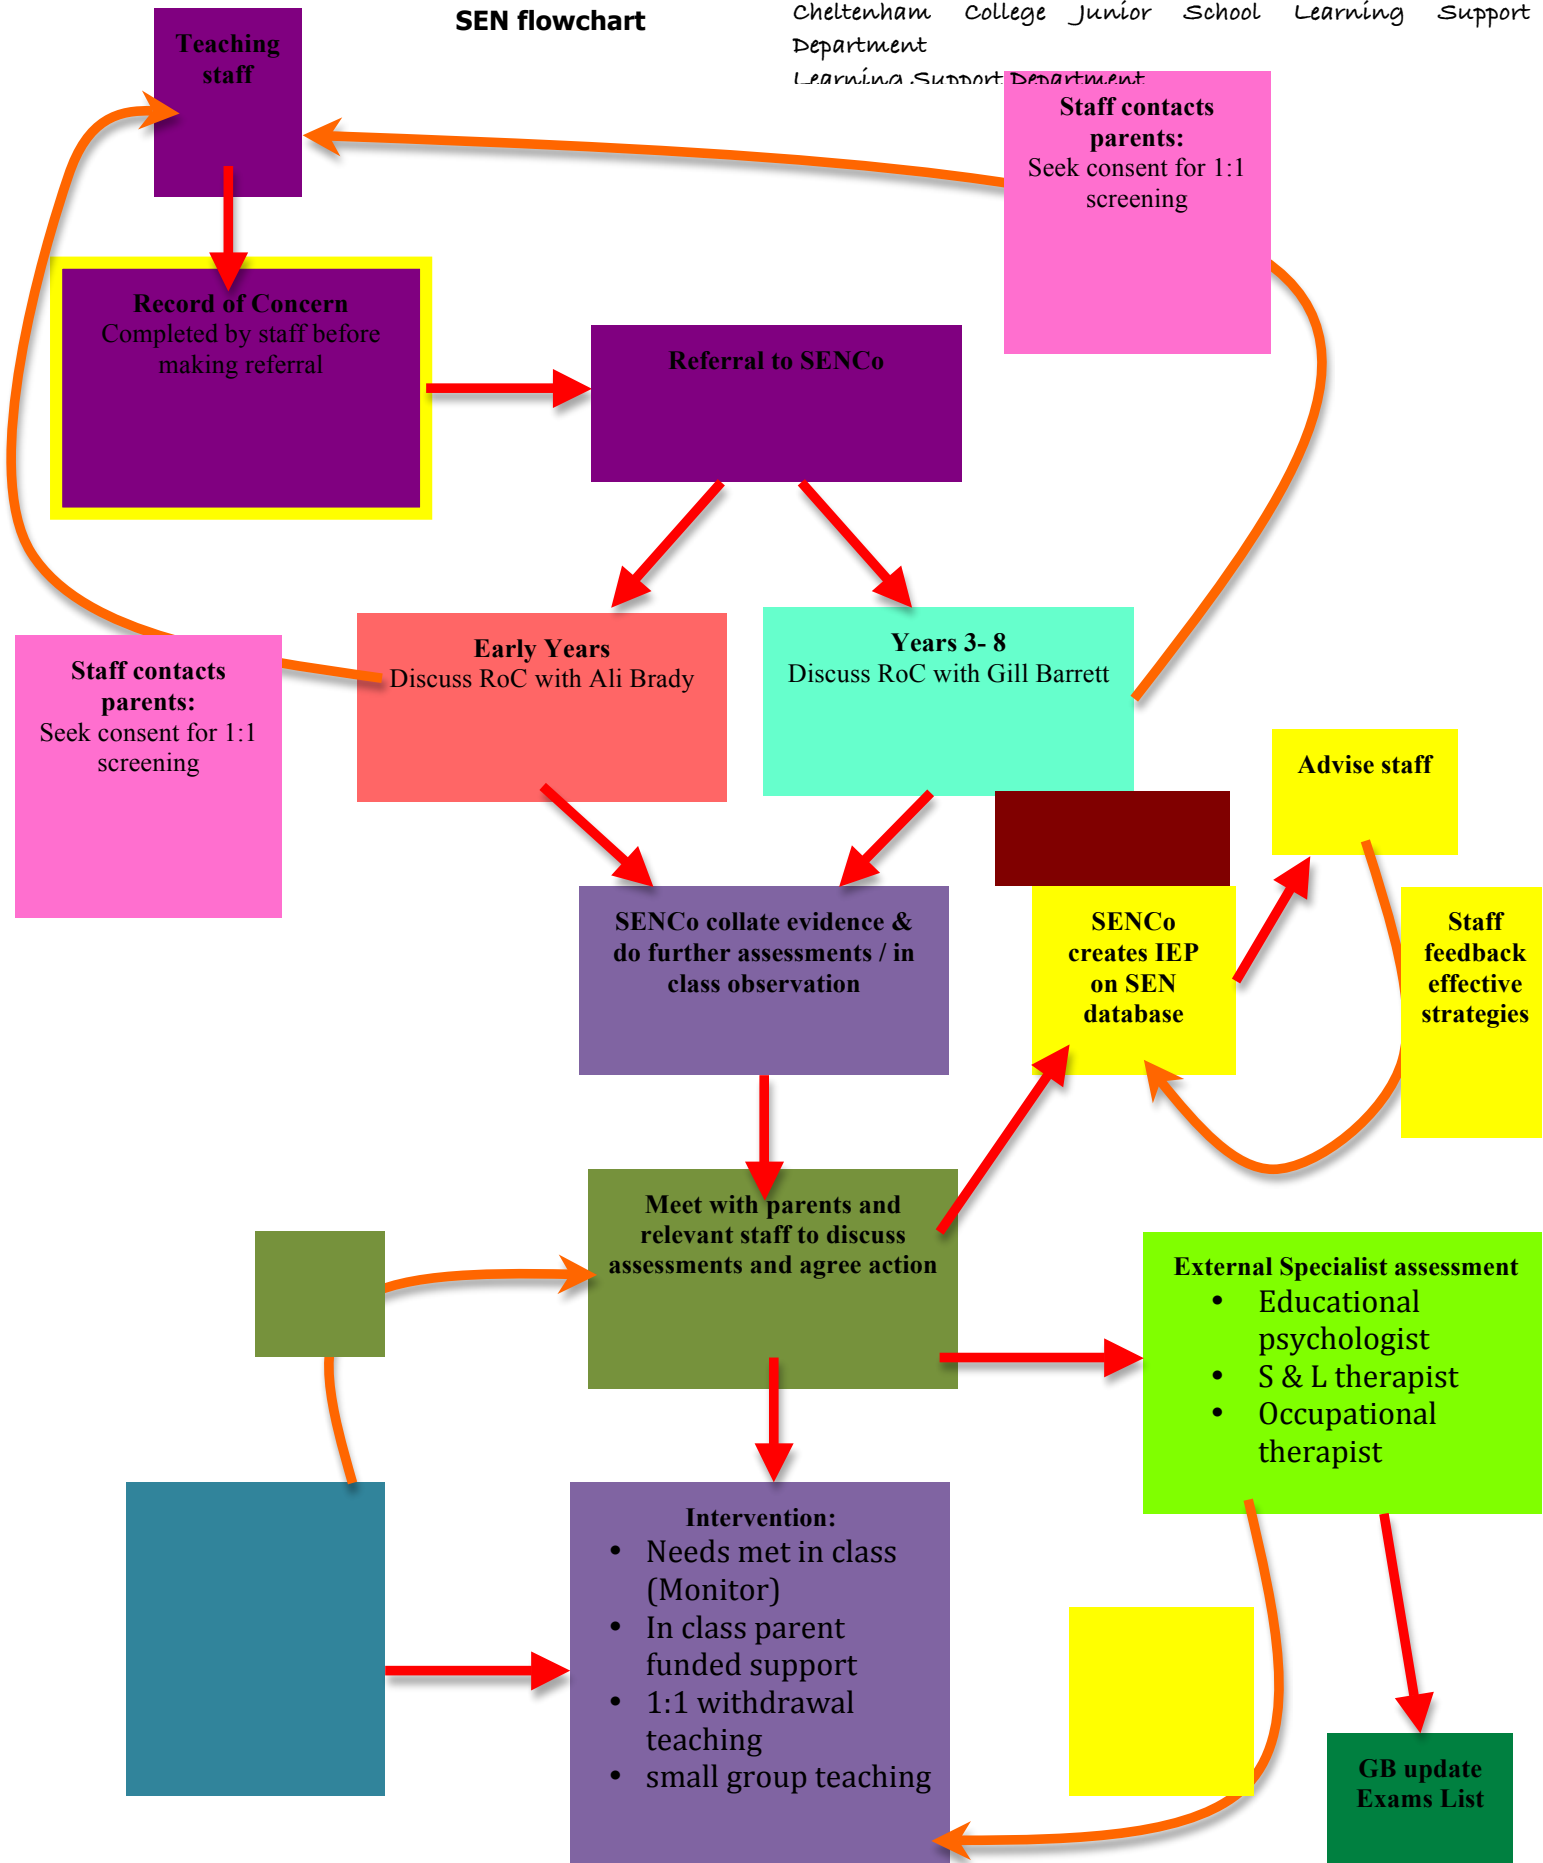 SEN flowchart
Cheltenham College Junior School Learning Support
Department
Learning Support Department
Teaching
staff
Staff contacts
parents:
Seek consent for 1:1
screening
Record of Concern
Completed by staff before
making referral
Referral to SENCo
Early Years
Discuss RoC with Ali Brady
Years 3- 8
Discuss RoC with Gill Barrett
Staff contacts
parents:
Seek consent for 1:1
screening
Advise staff
SENCo collate evidence &
do further assessments / in
class observation
SENCo
creates IEP
on SEN
database
Staff
feedback
effective
strategies
Meet with parents and
relevant staff to discuss
assessments and agree action
External Specialist assessment
• Educational
psychologist
• S & L therapist
• Occupational
therapist
Intervention:
• Needs met in class
(Monitor)
• In class parent
funded support
• 1:1 withdrawal
teaching
• small group teaching
GB update
Exams List